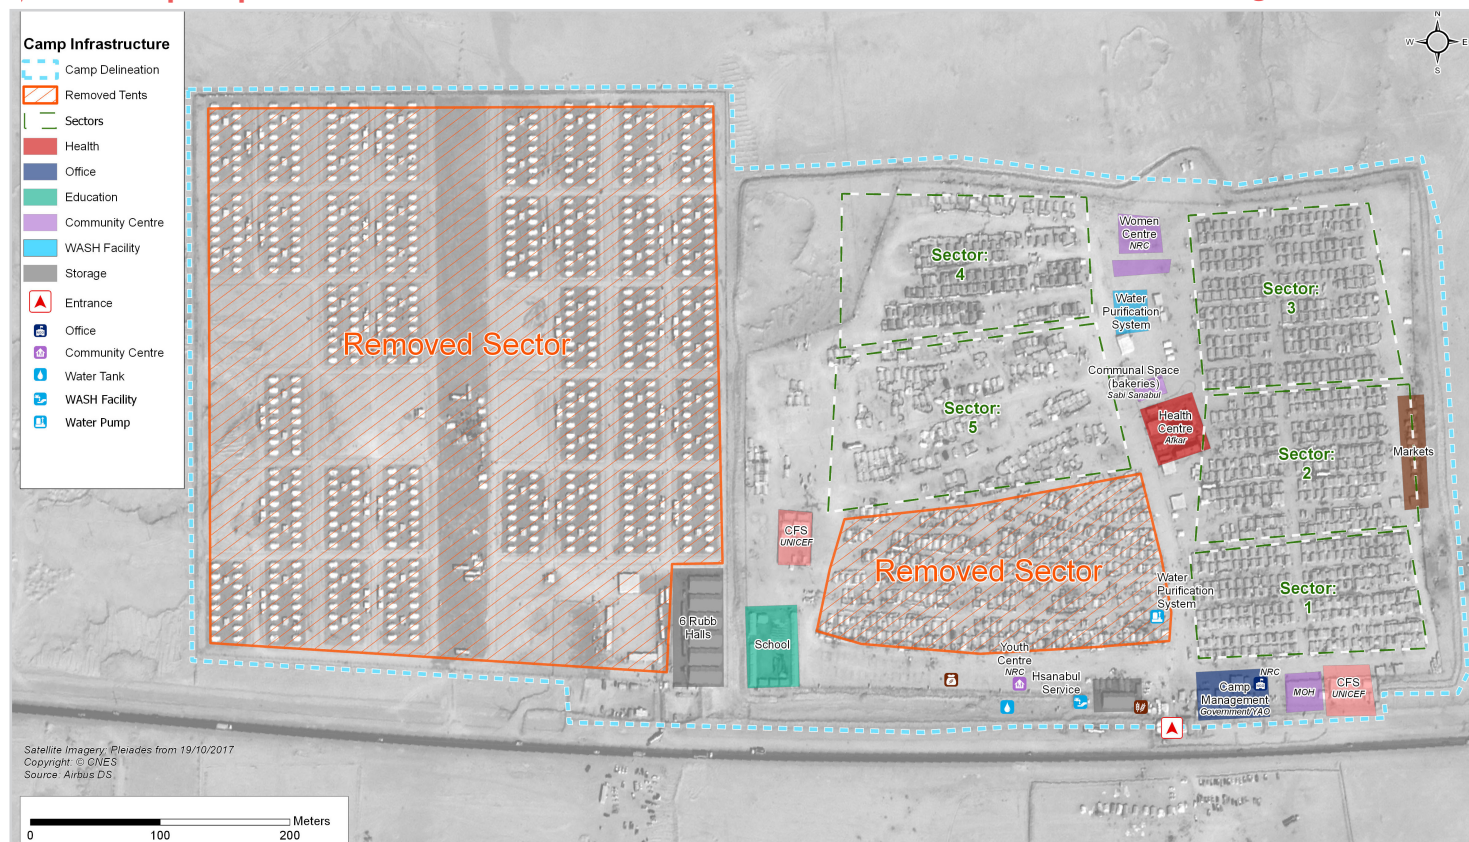 N
W
E
S
Camp Infrastructure
Camp Delineation
Removed Tents
Sectors
Health
Office
Education
Community Centre
WASH Facility
Storage
Entrance
Office
Community Centre
Water Tank
WASH Facility
Water Pump
Removed Sector
Women
Centre
NRC
Sector:
4
Sector:
3
Water
Purification
System
Communal Space
(bakeries)
Sabi Sanabul
Sector:
5
Health
Centre
Afkar
Sector:
2
Markets
CFS
UNICEF
Removed Sector
Water
Purification
System
Sector:
1
6 Rubb
Halls
School
Youth
Centre
NRC
Hsanabul
Service
NRC
Camp
Management
Government/YAO
MOH
CFS
UNICEF
Satellite Imagery: Pleiades from 19/10/2017
Copyright: © CNES
Source: Airbus DS
Meters
0
100
200